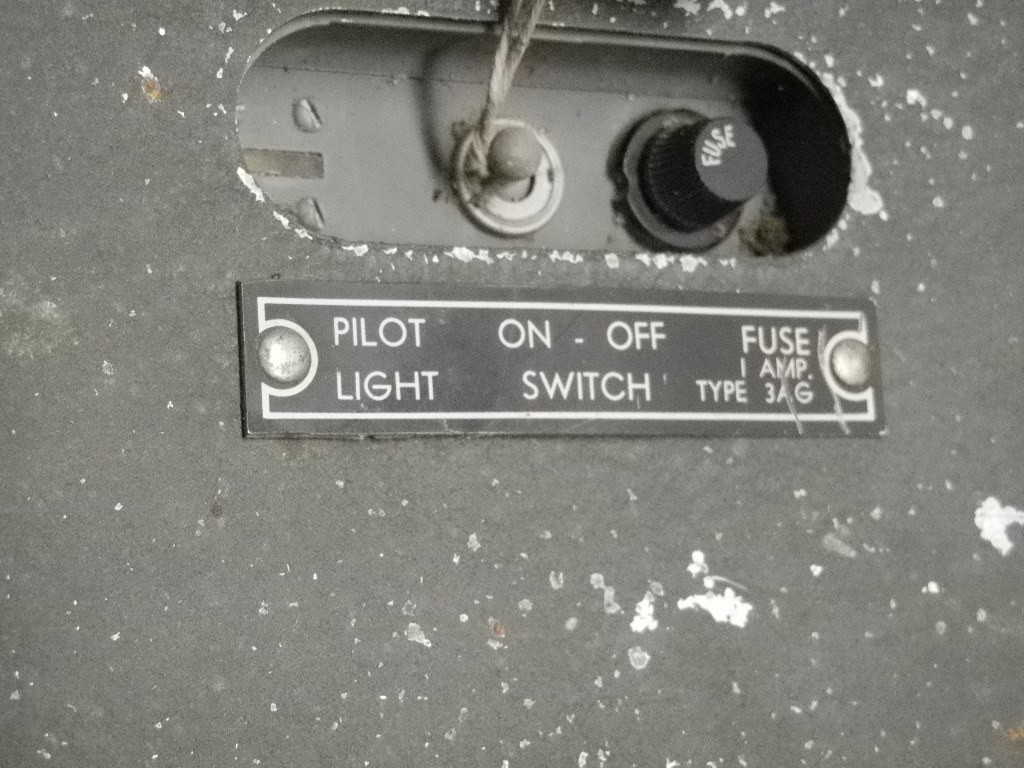 FUSE
PILOT ON - OFF FUSE
LIGHT SWITCH 1 AMP.
TYPE 3AG